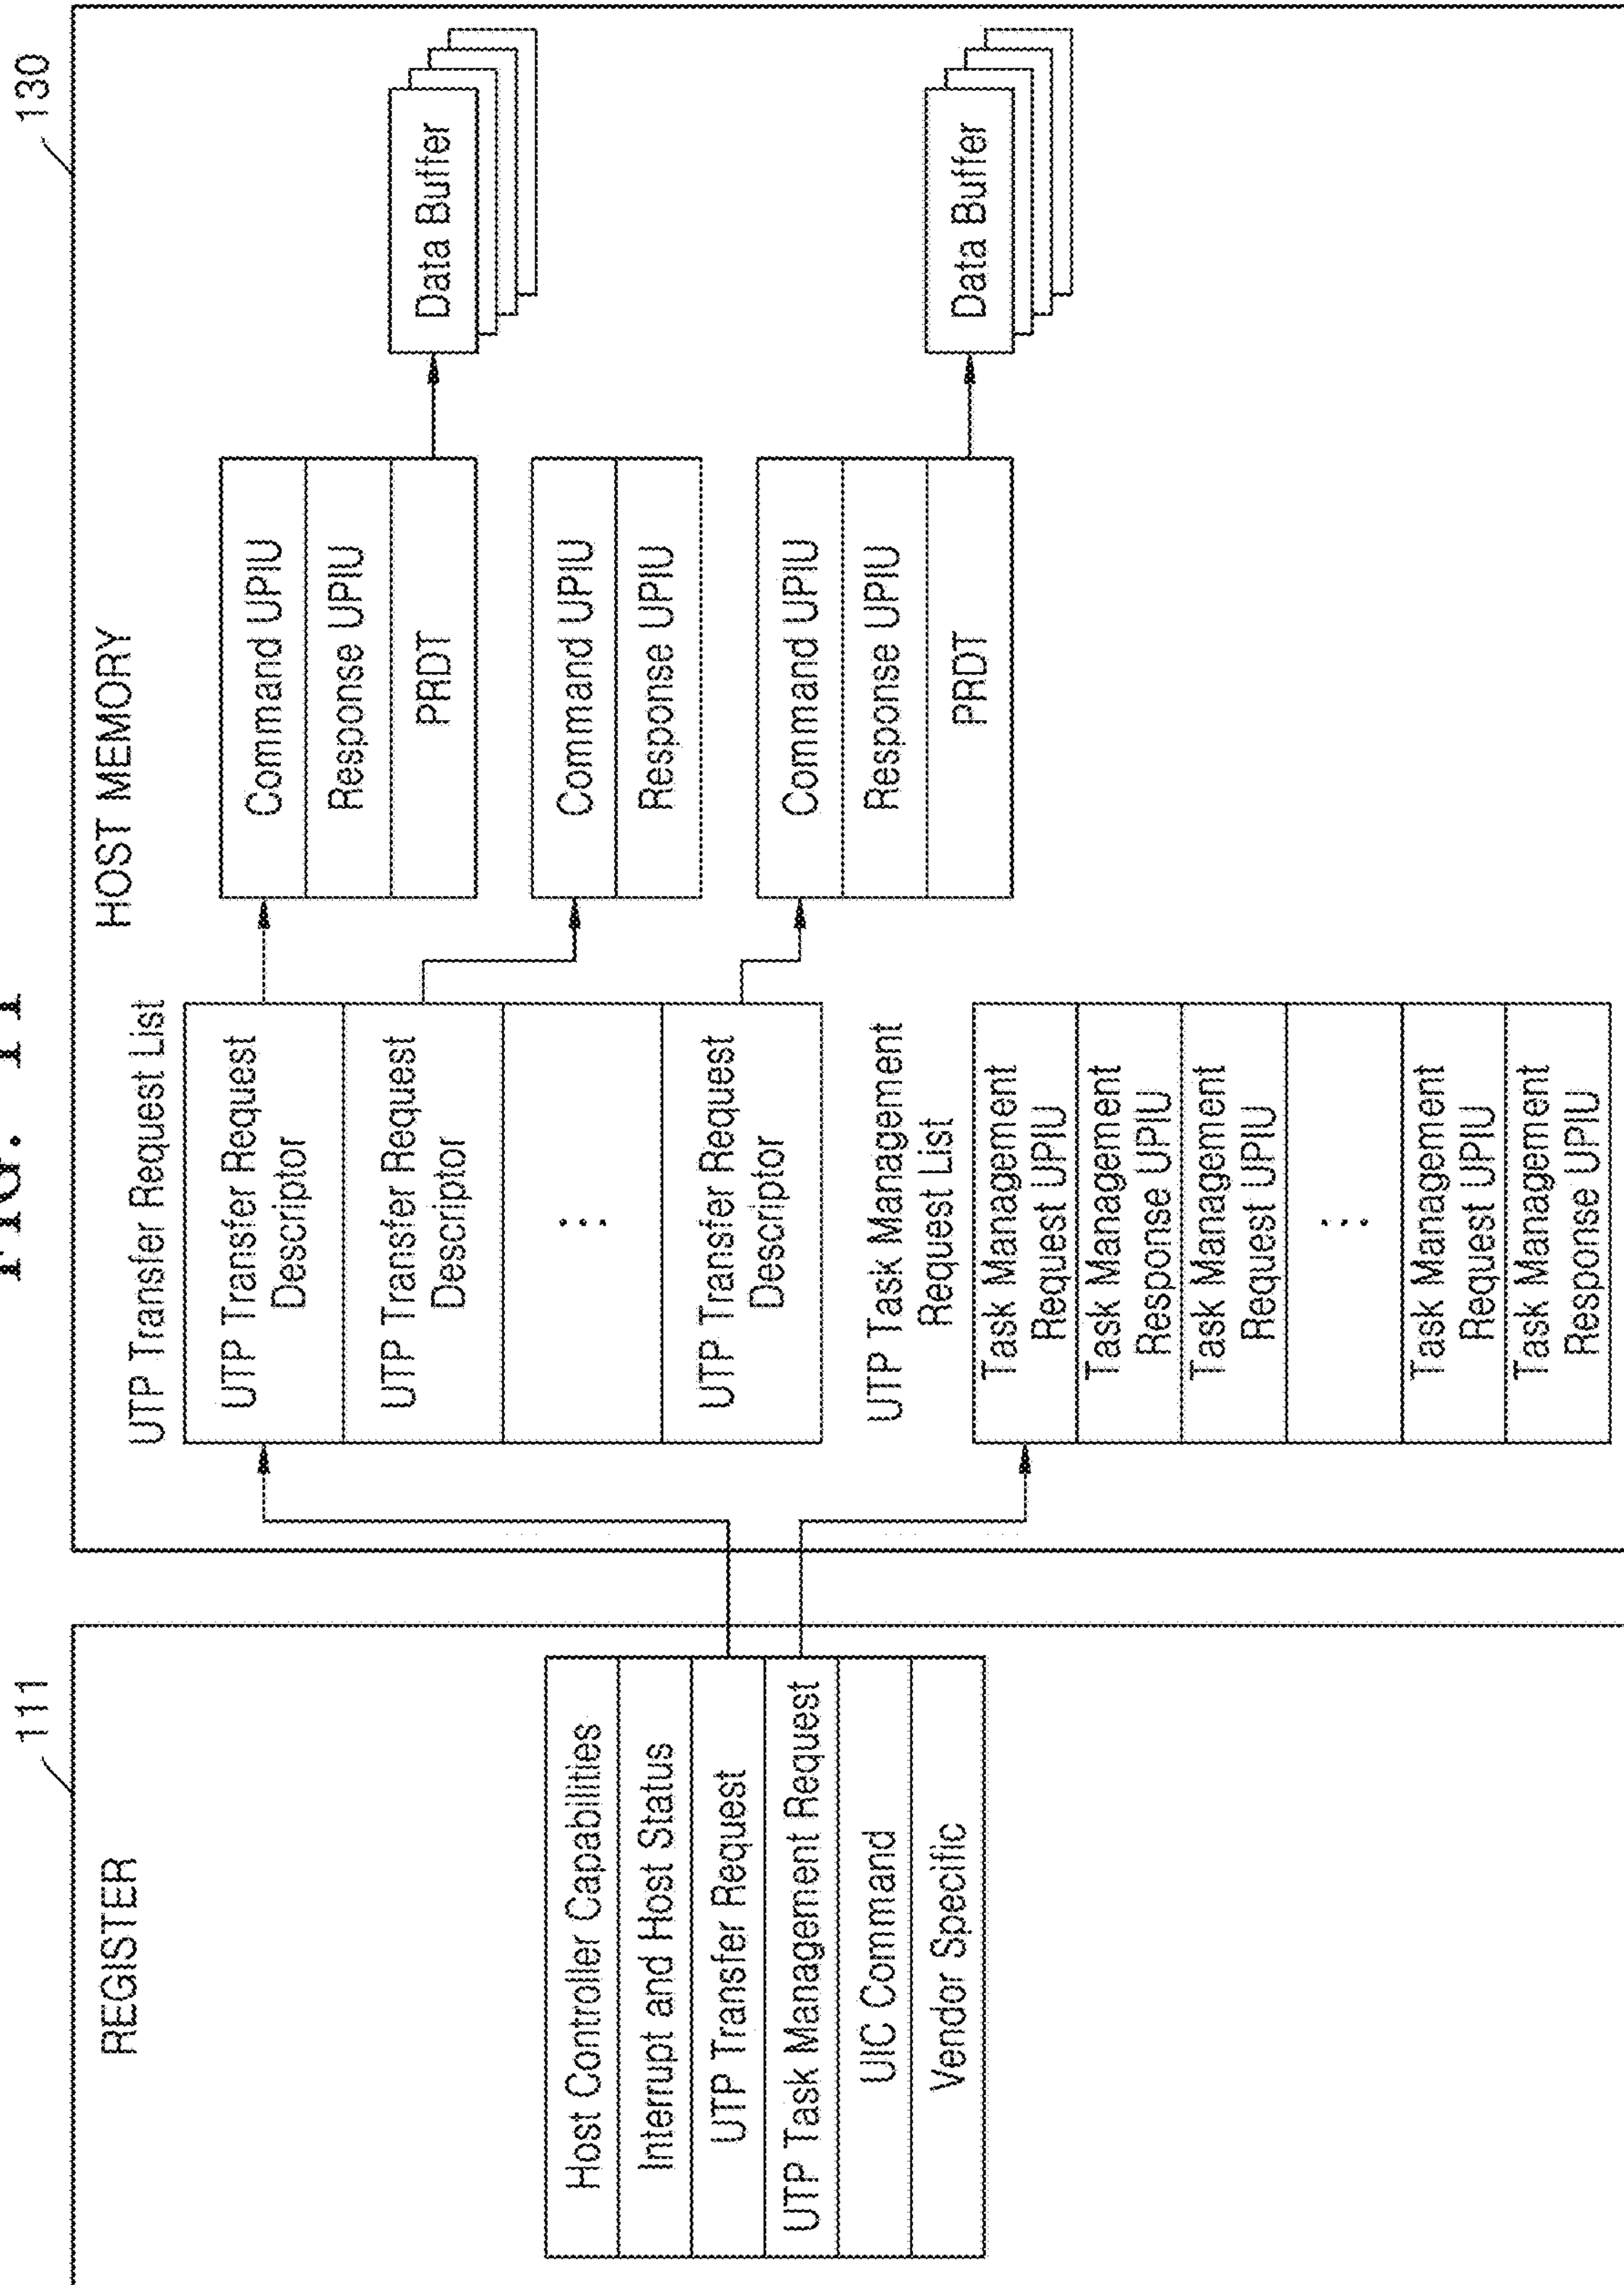 111
130
REGISTER
Host Controller Capabilities
Interrupt and Host Status
UTP Transfer Request
UTP Task Management Request
UIC Command
Vendor Specific
HOST MEMORY
UTP Transfer Request List
UTP Transfer Request
Descriptor
UTP Transfer Request
Descriptor
...
UTP Transfer Request
Descriptor
UTP Task Management
Request List
Task Management
Request UPIU
Task Management
Response UPIU
Task Management
Request UPIU
...
Task Management
Request UPIU
Task Management
Response UPIU
Command UPIU
Response UPIU
PRDT
Command UPIU
Response UPIU
Command UPIU
Response UPIU
PRDT
Data Buffer
Data Buffer